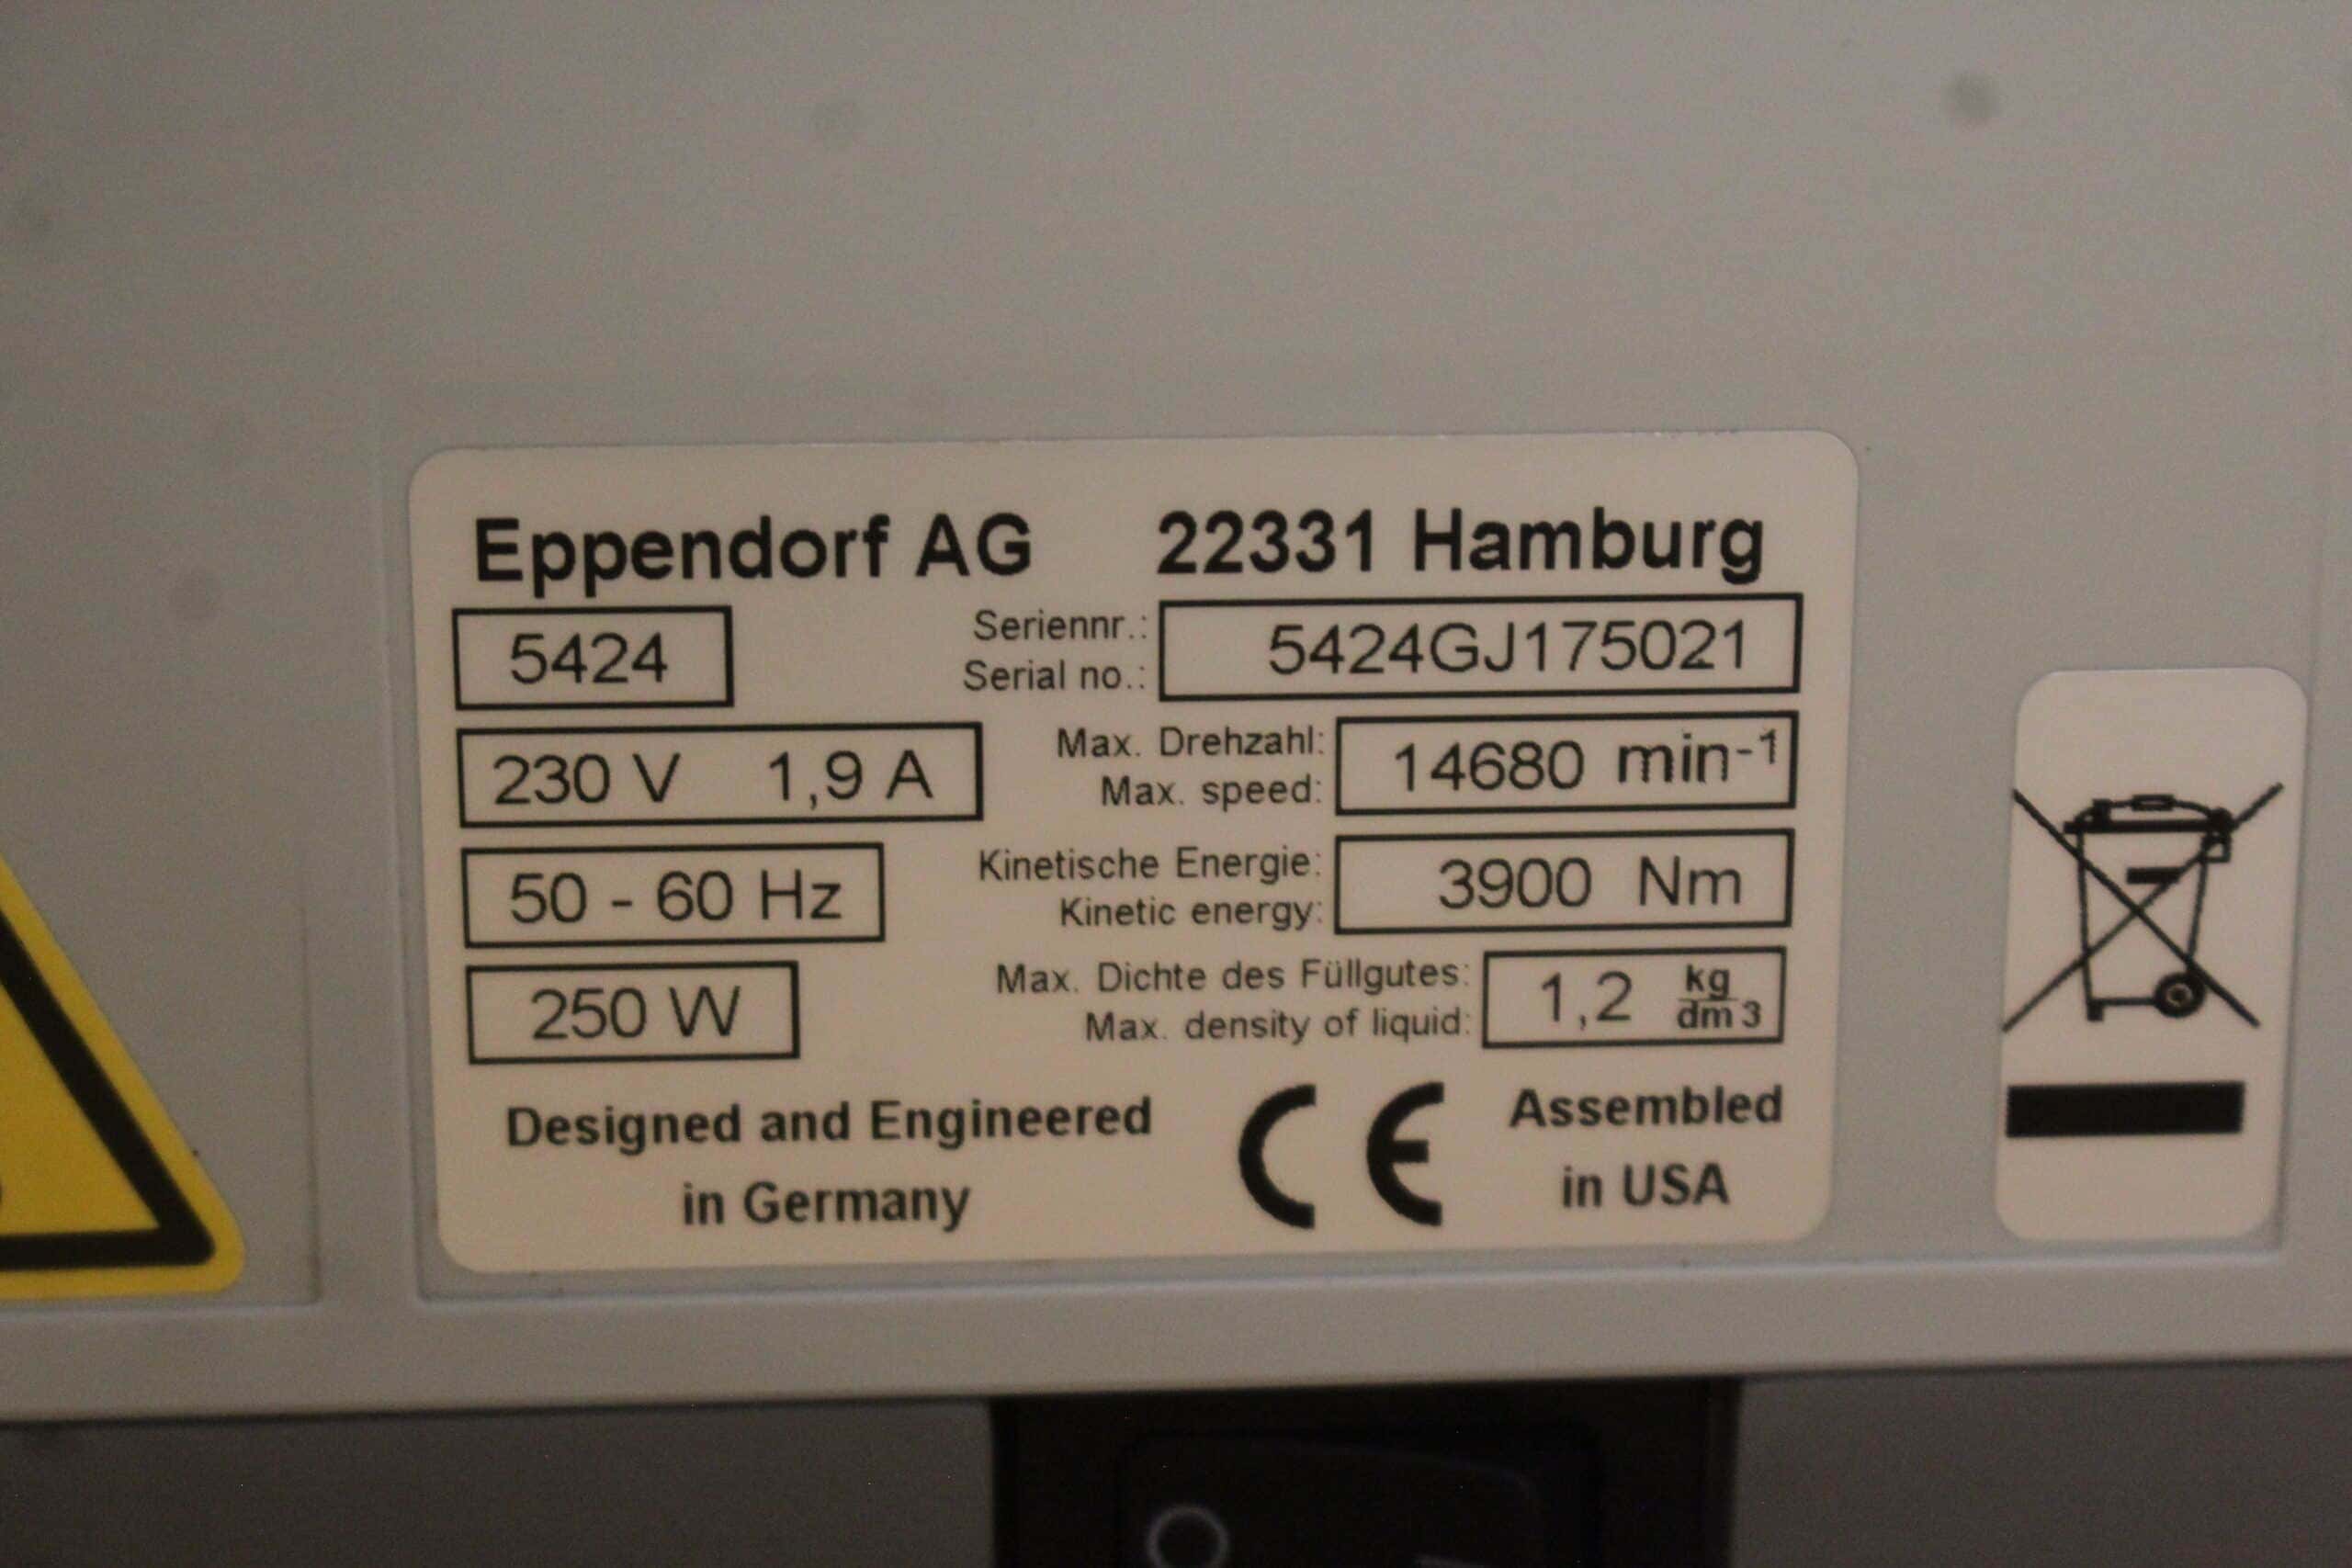 Eppendorf AG 22331 Hamburg
5424
Seriennr.:
Serial no.:
5424GJ175021
230 V 1,9 A
Max. Drehzahl:
Max. speed:
14680 min-1
50 - 60 Hz
Kinetische Energie:
Kinetic energy:
3900 Nm
250 W
Max. Dichte des Füllgutes:
Max. density of liquid:
1,2 kg/dm3
Designed and Engineered
in Germany
CE
Assembled
in USA